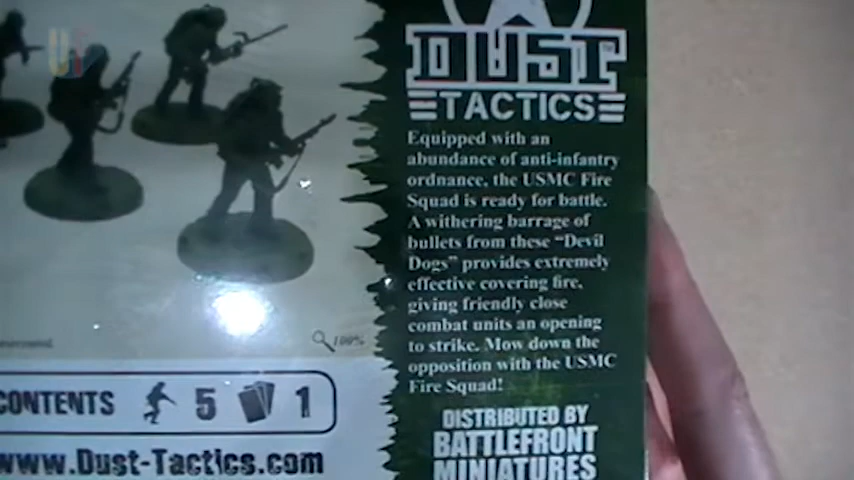 DUST
TACTICS
Equipped with an
abundance of anti-infantry
ordnance, the USMC Fire
Squad is ready for battle.
A withering barrage of
bullets from these “Devil
Dogs” provides extremely
effective covering fire,
giving friendly close
combat units an opening
to strike. Mow down the
opposition with the USMC
Fire Squad!
100%
CONTENTS 5 1
www.Dust-Tactics.com
DISTRIBUTED BY
BATTLEFRONT
MINIATURES